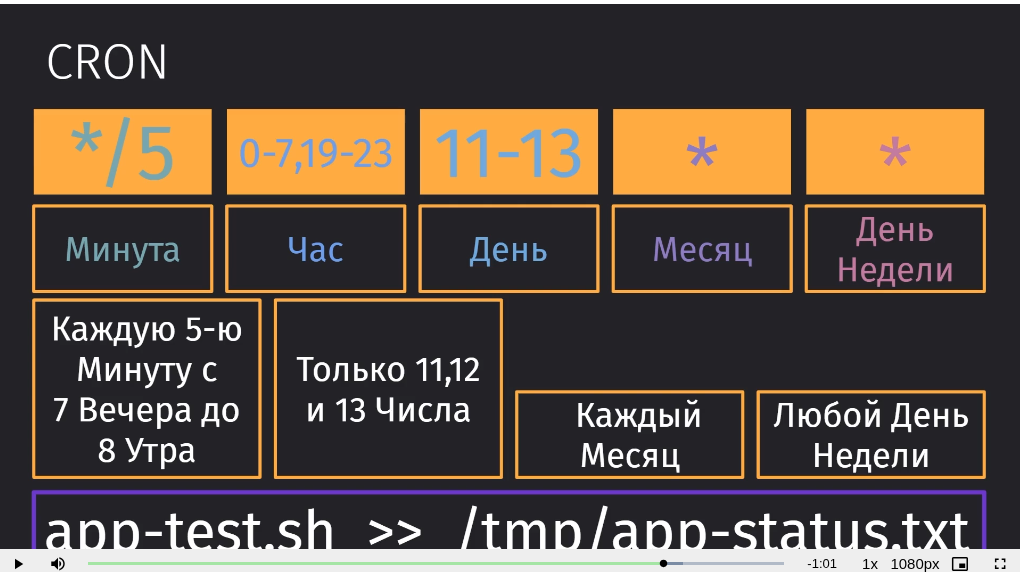 CRON
*/5
0-7,19-23
11-13
*
*
Минута
Час
День
Месяц
День
Недели
Каждую 5-ю
Минуту с
7 Вечера до
8 Утра
Только 11,12
и 13 Числа
Каждый
Месяц
Любой День
Недели
app-test.sh >> /tmp/app-status.txt
-1:01
1x
1080px